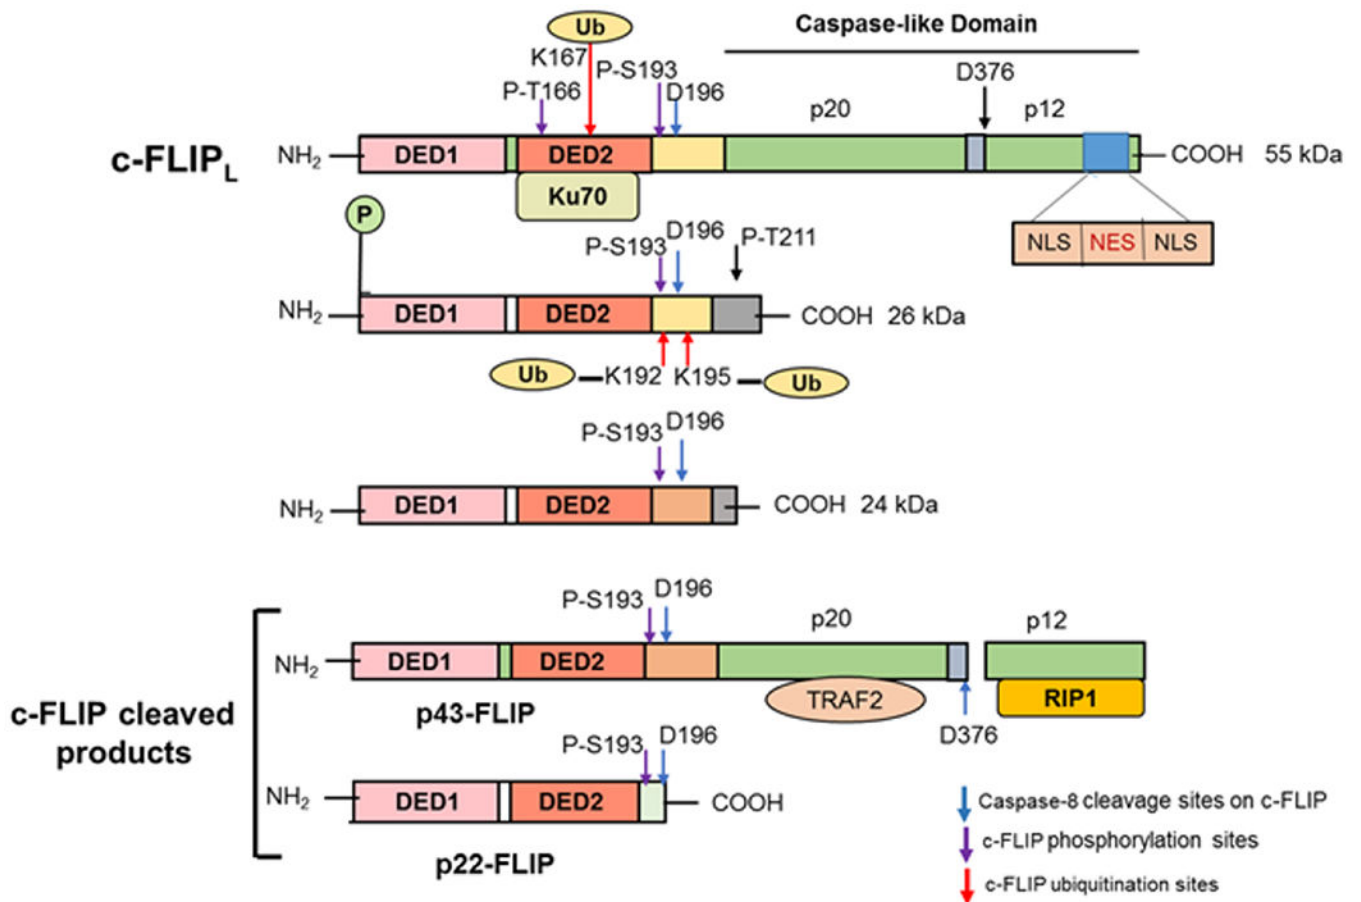 Caspase-like Domain
Ub
K167
P-S193
P-T166
D196
D376
p20
p12
c-FLIPL
NH2
DED1
DED2
COOH 55 kDa
Ku70
NLS NES NLS
P
P-S193
D196
P-T211
NH2
DED1
DED2
COOH 26 kDa
Ub
K192
K195
Ub
P-S193
D196
NH2
DED1
DED2
COOH 24 kDa
c-FLIP cleaved
products
P-S193
D196
p20
p12
NH2
DED1
DED2
TRAF2
RIP1
p43-FLIP
D376
P-S193
D196
NH2
DED1
DED2
COOH
p22-FLIP
Caspase-8 cleavage sites on c-FLIP
c-FLIP phosphorylation sites
c-FLIP ubiquitination sites